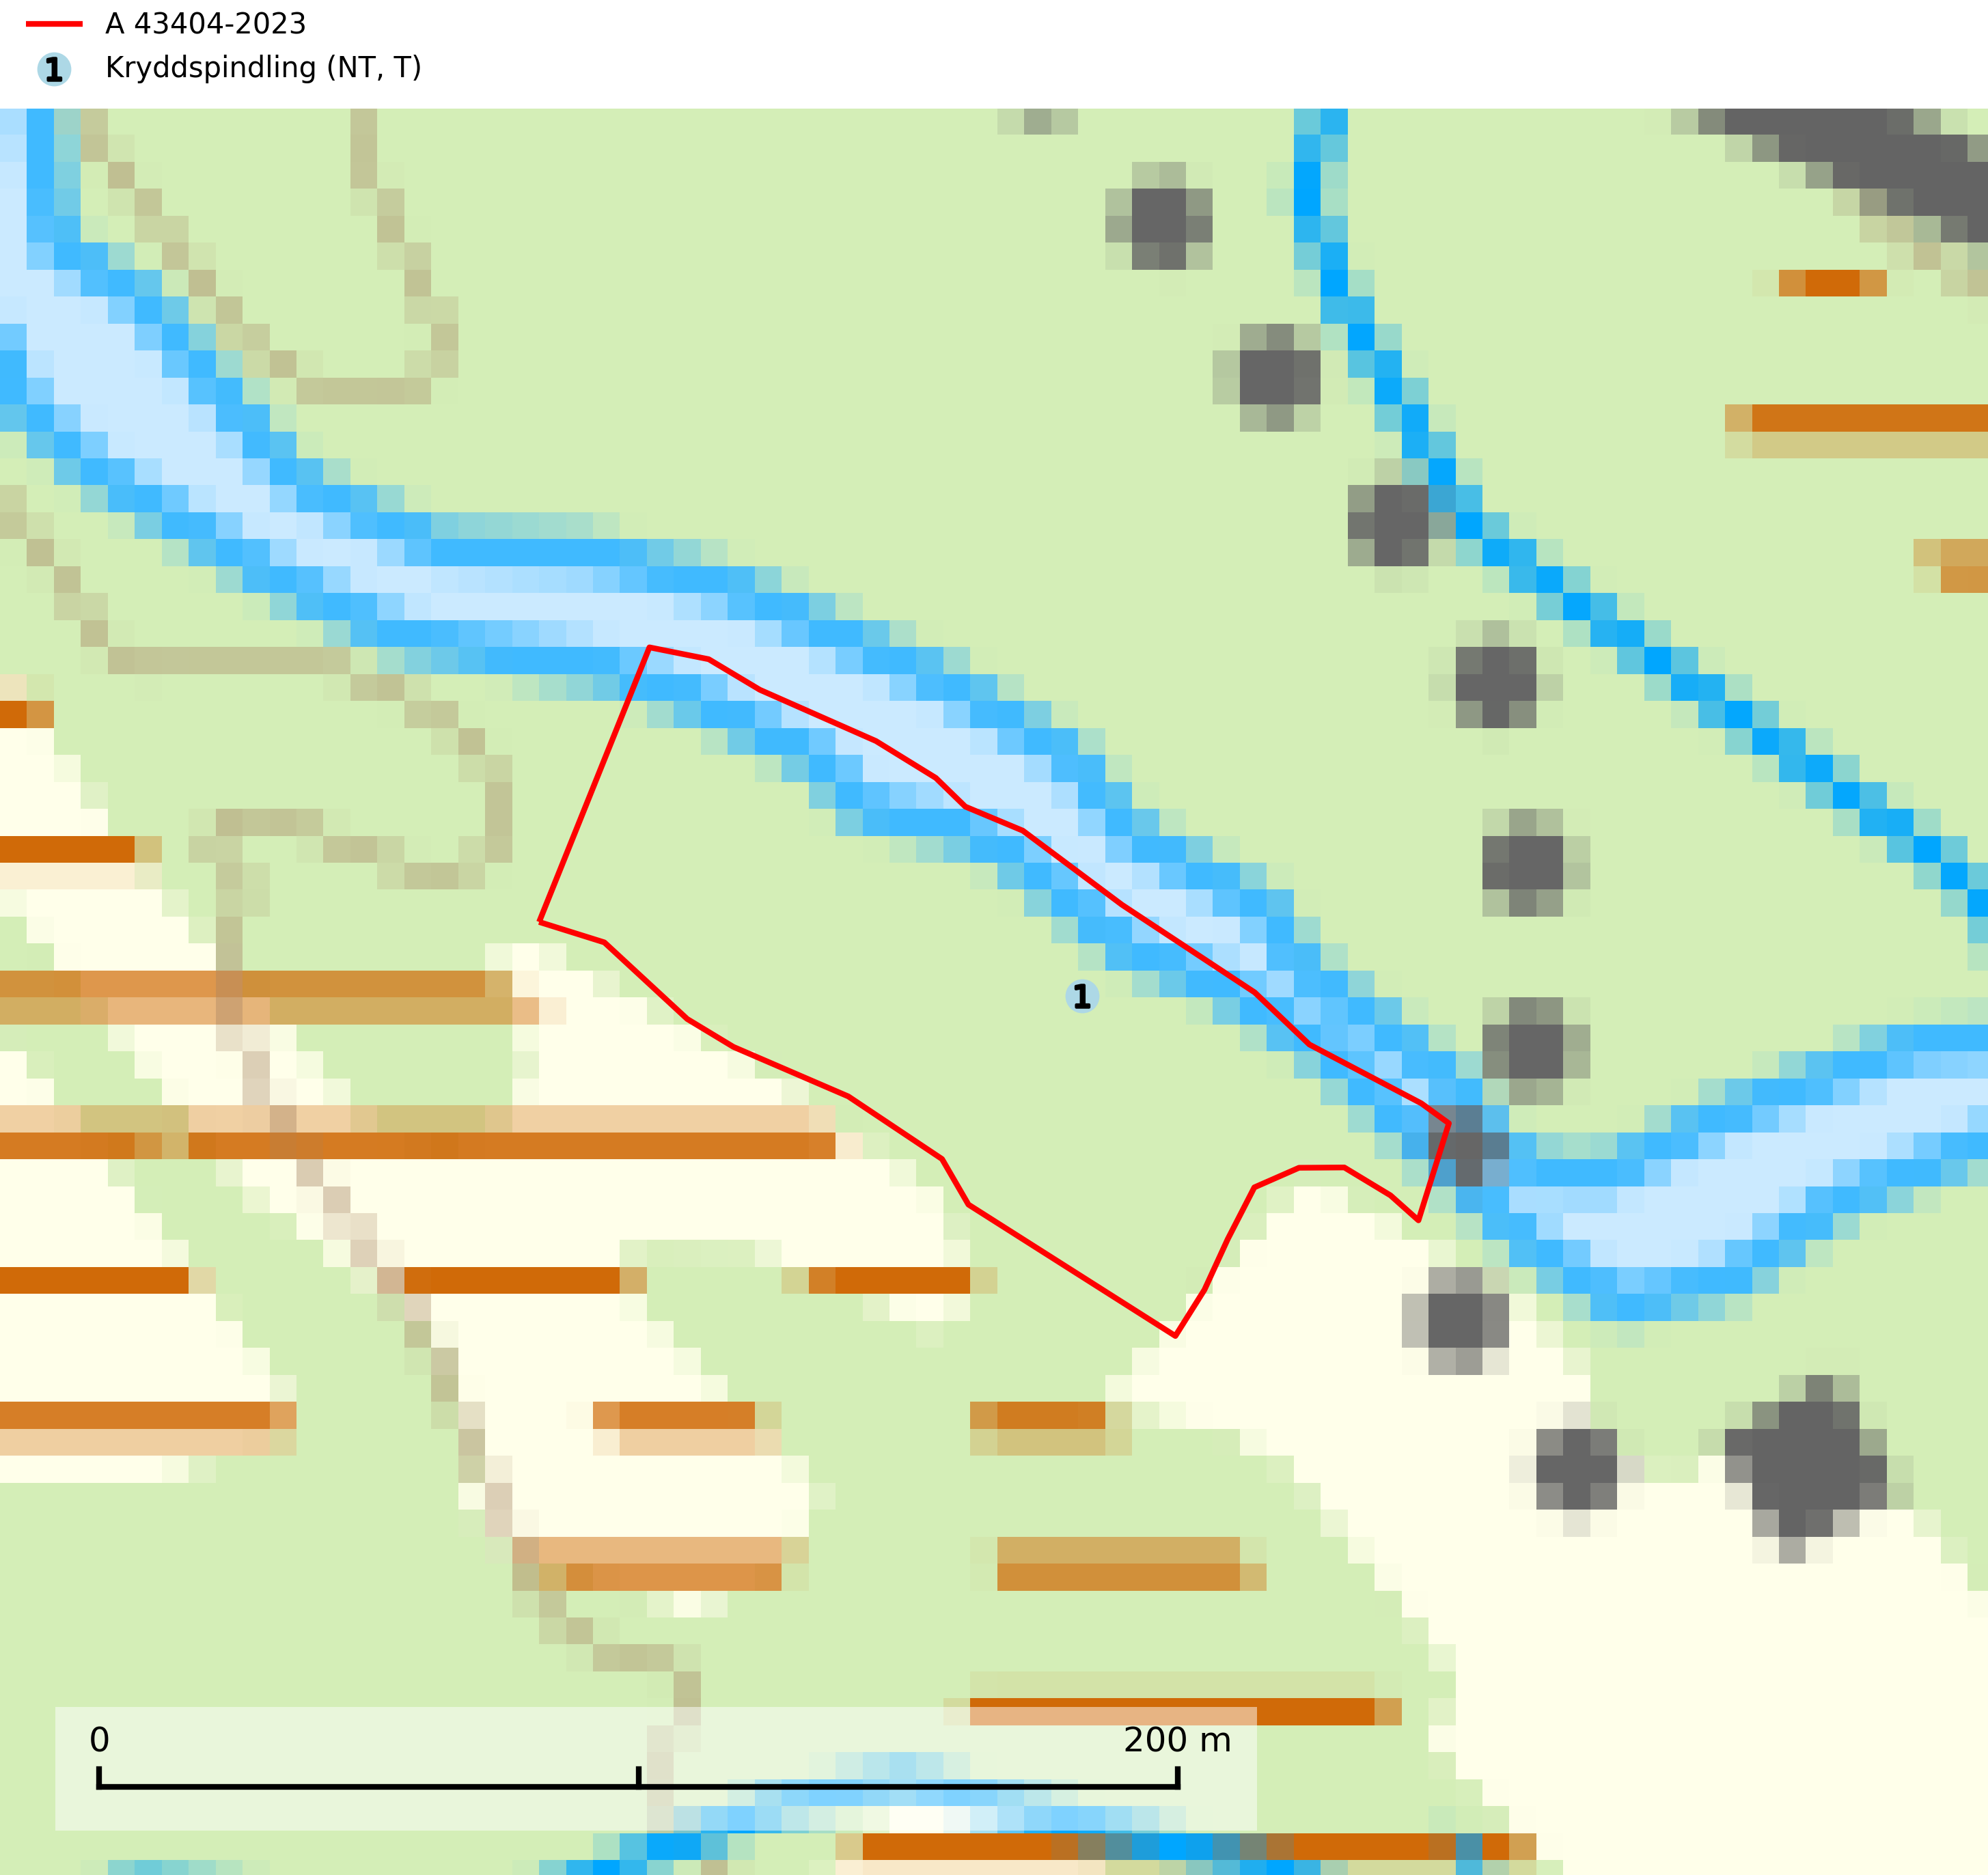 A 43404-2023
1 Kryddspindling (NT, T)
1
0 200 m